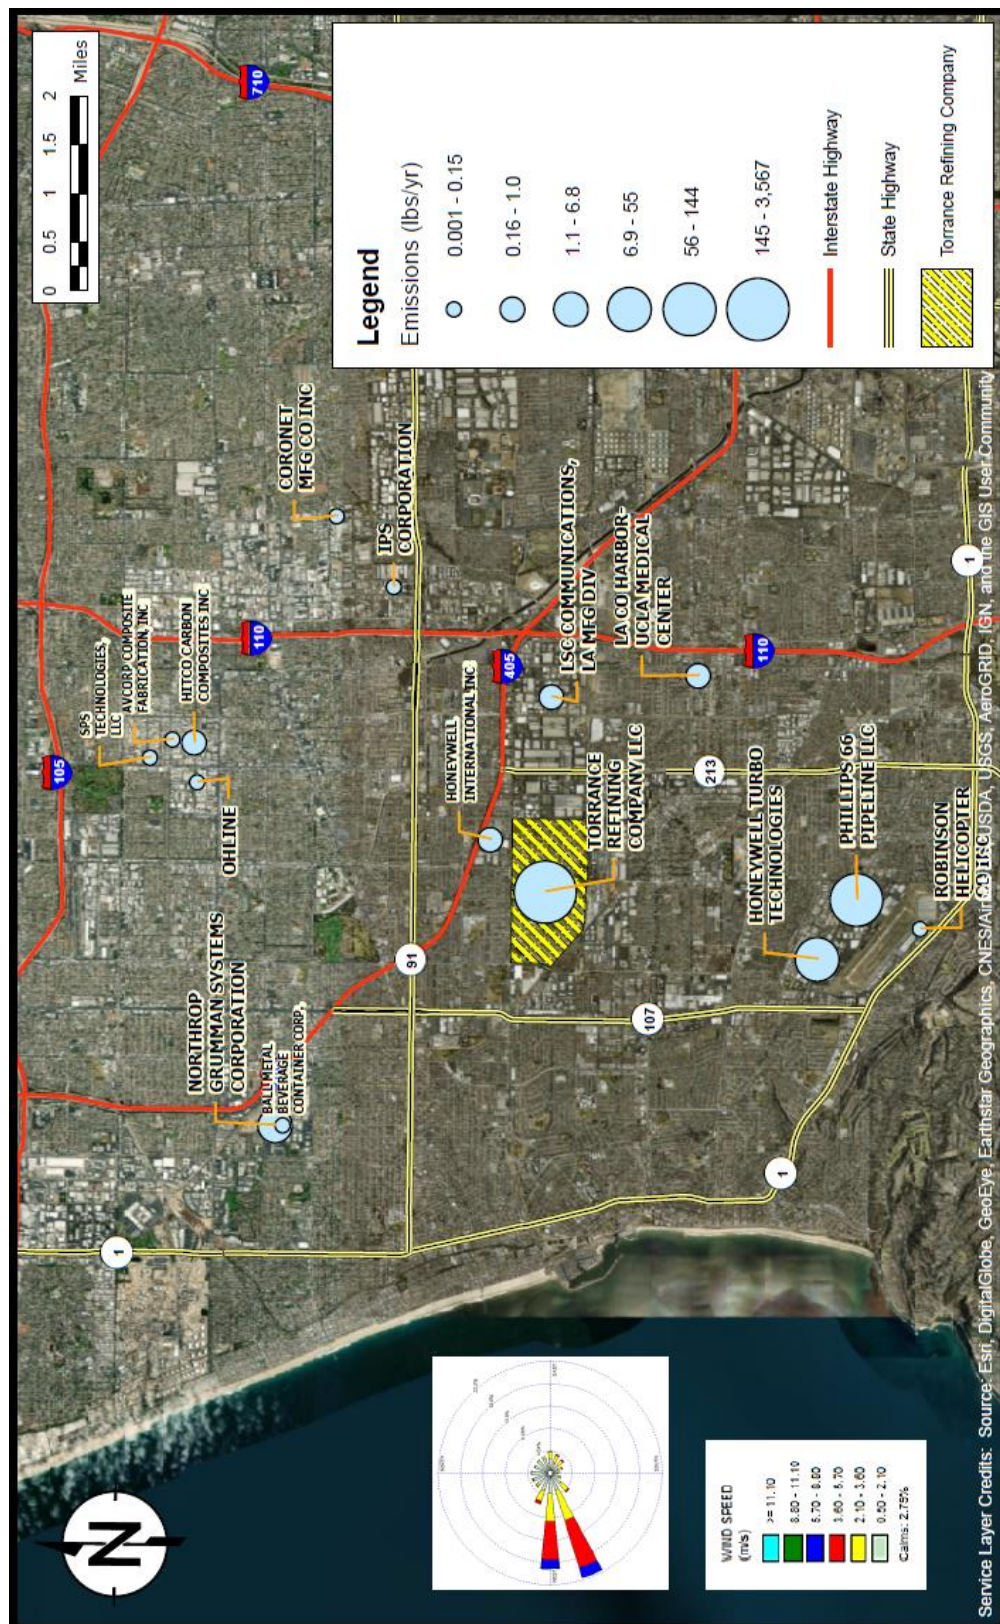 0 0.5 1 1.5 2
Miles
Legend
Emissions (lbs/yr)
0.001 - 0.15
0.16 - 1.0
1.1 - 6.8
6.9 - 55
56 - 144
145 - 3,567
Interstate Highway
State Highway
Torrance Refining Company
710
105
SPS
TECHNOLOGIES,
LLC
AVCORP COMPOSITE
FABRICATION, INC
HITCO CARBON
COMPOSITES INC
OHLINE
110
CORONET
MFG CO INC
IPS
CORPORATION
NORTHROP
GRUMMAN SYSTEMS
CORPORATION
BALL METAL
BEVERAGE
CONTAINER CORP,
1
91
HONEYWELL
INTERNATIONAL INC
405
LSC COMMUNICATIONS,
LA MFG DIV
LA CO HARBOR-
UCLA MEDICAL
CENTER
TORRANCE
REFINING
COMPANY LLC
107
213
110
HONEYWELL TURBO
TECHNOLOGIES
PHILLIPS 66
PIPELINE LLC
ROBINSON
HELICOPTER
1
1
N
WIND SPEED
(m/s)
>= 11.10
8.80 - 11.10
5.70 - 8.80
3.60 - 5.70
2.10 - 3.60
0.50 - 2.10
Calms: 2.75%
Service Layer Credits: Source: Esri, DigitalGlobe, GeoEye, Earthstar Geographics, CNES/Airbus USDA, USGS, AeroGRID, IGN, and the GIS User Community